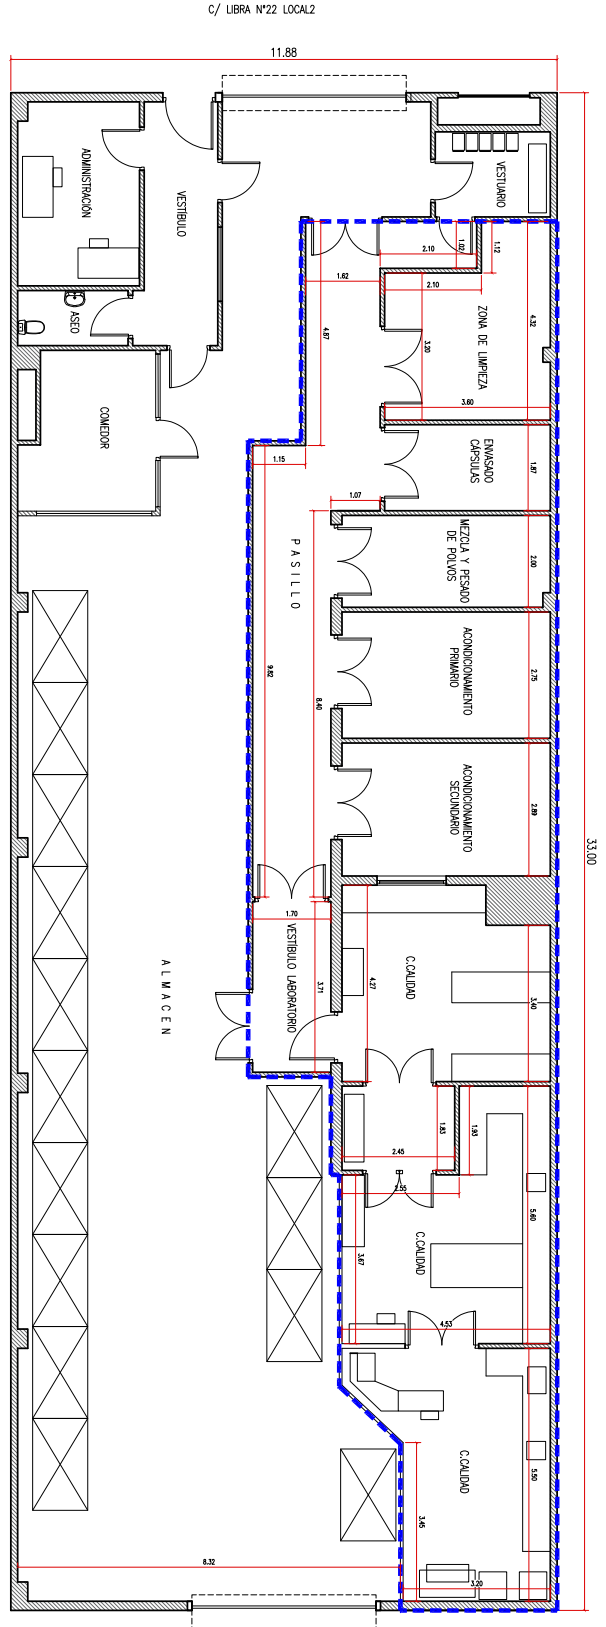 C/ LIBRA N°22 LOCAL2
11.88
33.00
ADMINISTRACIÓN
VESTÍBULO
VESTUARIO
ASEO
COMEDOR
1.02
1.12
2.10
2.10
1.62
4.87
3.20
ZONA DE LIMPIEZA
4.32
3.60
ENVASADO
CÁPSULAS
1.87
1.15
1.07
PASILLO
MEZCLA Y PESADO
DE POLVOS
2.00
9.82
8.40
ACONDICIONAMIENTO
PRIMARIO
2.75
ACONDICIONAMIENTO
SECUNDARIO
2.89
1.70
VESTÍBULO LABORATORIO
3.71
4.27
C.CALIDAD
3.40
ALMACEN
1.83
1.93
2.45
2.55
5.60
C.CALIDAD
3.67
4.53
C.CALIDAD
5.50
3.45
8.32
3.20